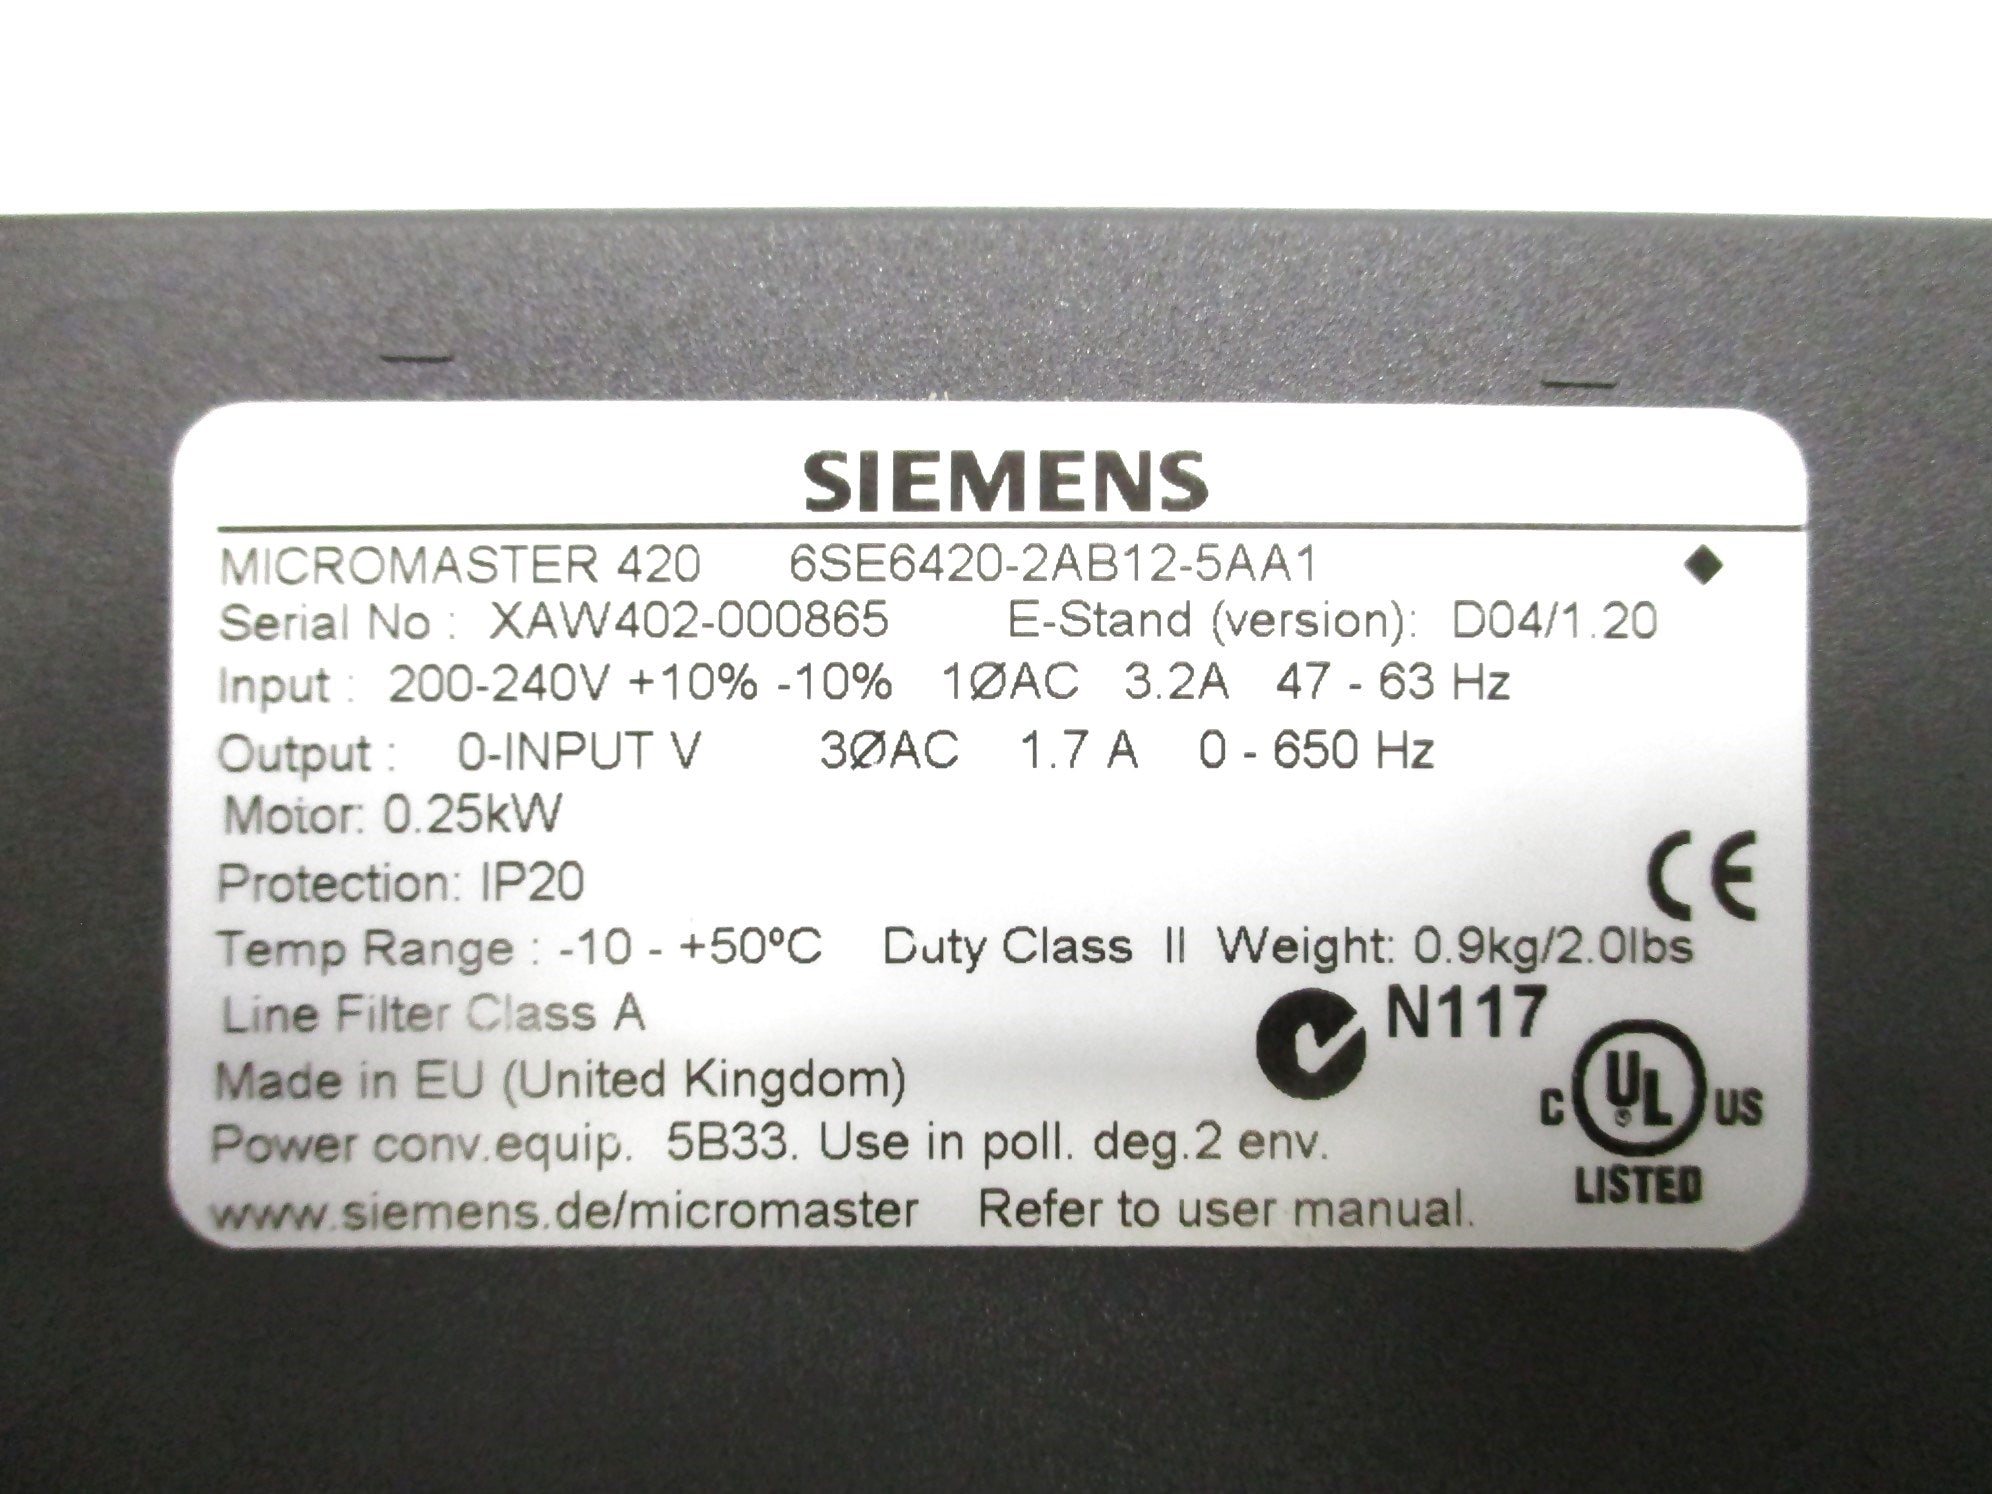 SIEMENS
MICROMASTER 420 6SE6420-2AB12-5AA1
Serial No : XAW402-000865 E-Stand (version): D04/1.20
Input : 200-240V +10% -10% 1ØAC 3.2A 47 - 63 Hz
Output : 0-INPUT V 3ØAC 1.7 A 0 - 650 Hz
Motor: 0.25kW
Protection: IP20
CE
Temp Range : -10 - +50ºC Duty Class II Weight: 0.9kg/2.0lbs
Line Filter Class A
N117
Made in EU (United Kingdom)
C UL US
Power conv.equip. 5B33. Use in poll. deg.2 env.
LISTED
www.siemens.de/micromaster Refer to user manual.